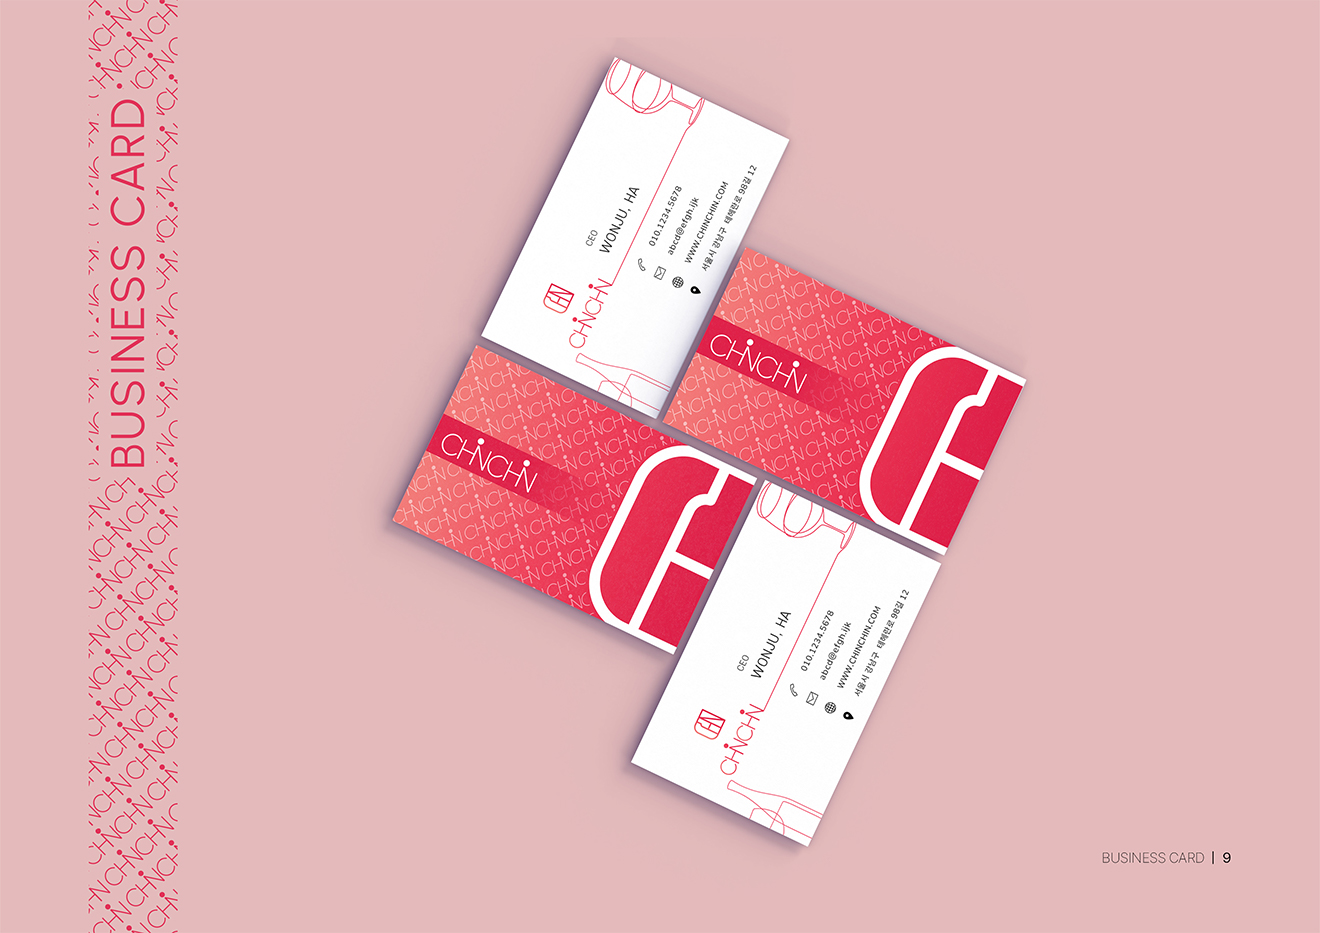 BUSINESS CARD
CEO
WONJU, HA
010.1234.5678
abcd@efgh.ijk
WWW.CHINCHIN.COM
서울시 강남구 테헤란로 98길 12
CHIN
CHINCHIN
CHINCHIN
CHINCHIN
CEO
WONJU, HA
010.1234.5678
abcd@efgh.ijk
WWW.CHINCHIN.COM
서울시 강남구 테헤란로 98길 12
CHIN
CHINCHIN
BUSINESS CARD | 9